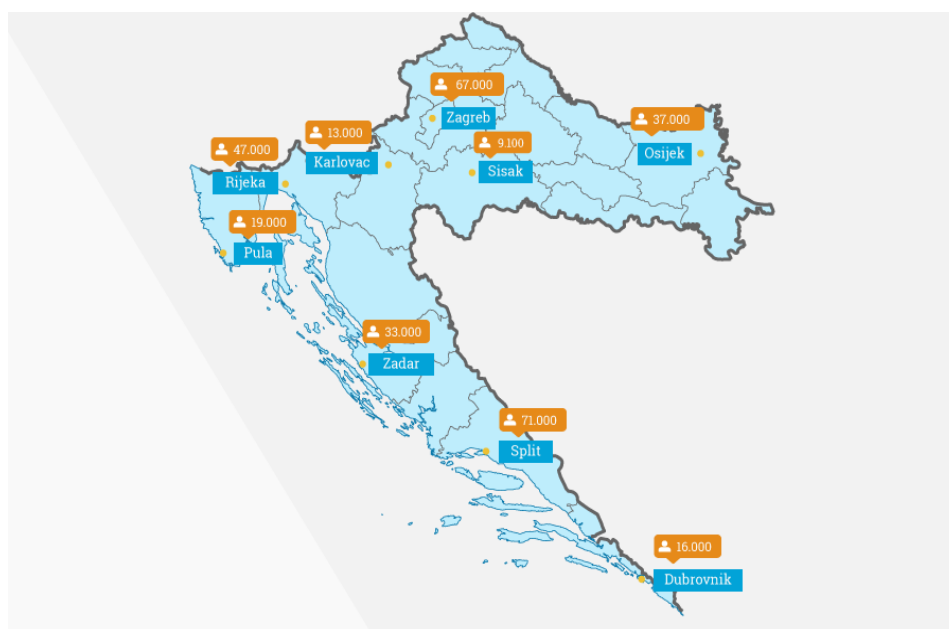 67.000
Zagreb
37.000
Osijek
13.000
Karlovac
9.100
Sisak
47.000
Rijeka
19.000
Pula
33.000
Zadar
71.000
Split
16.000
Dubrovnik